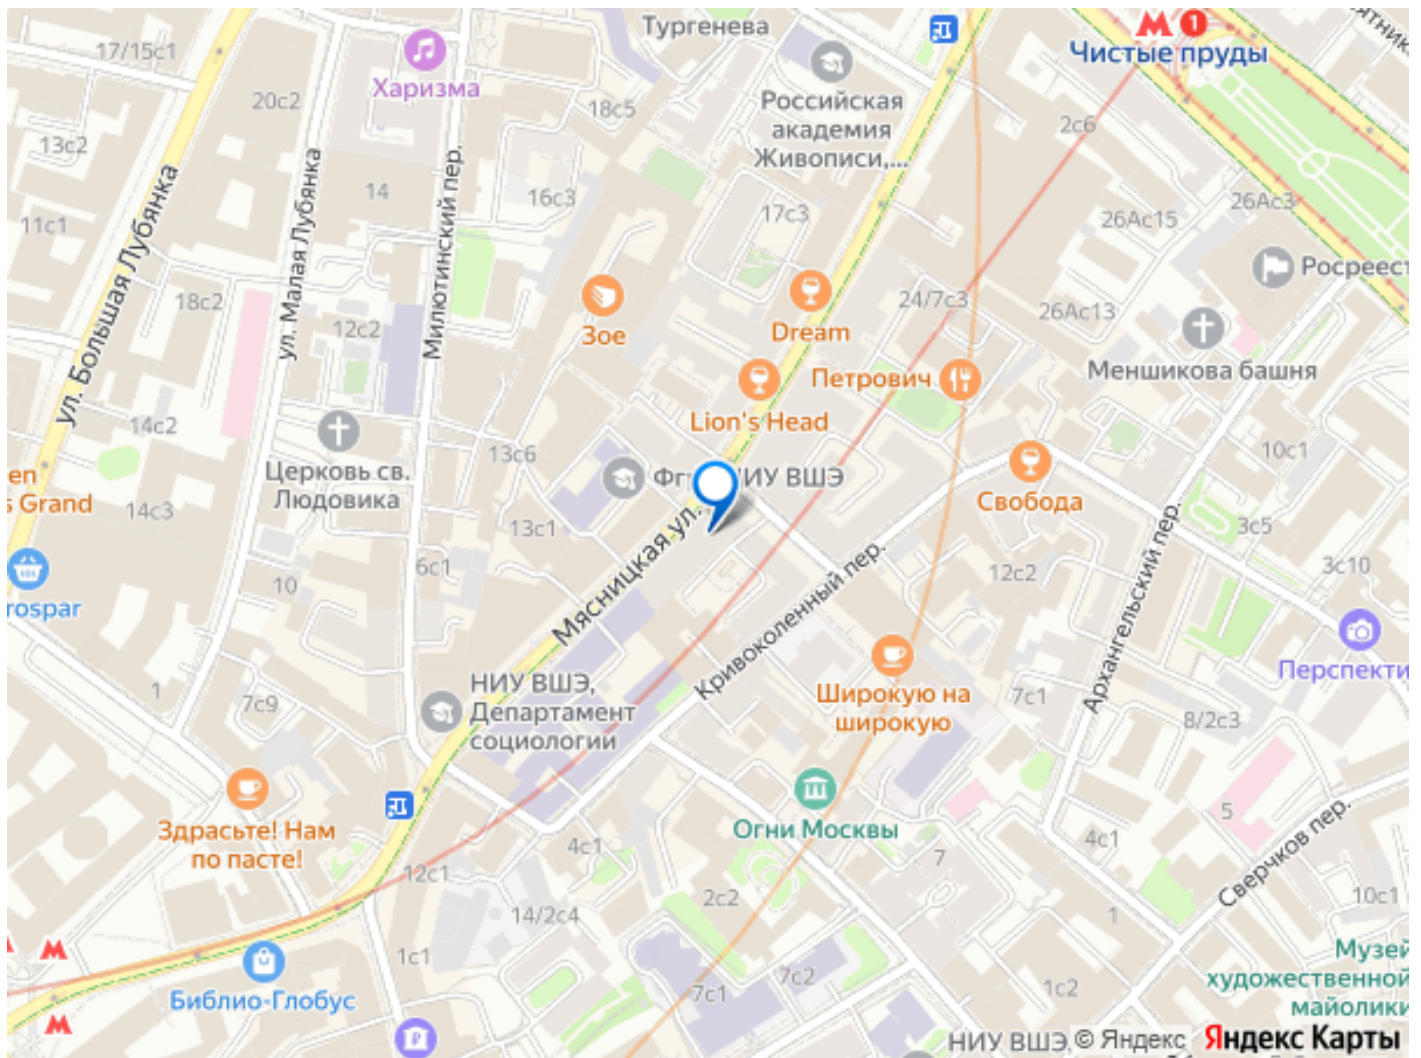 Тургенева
1
Чистые пруды
17/15с1
Харизма
20с2
18с5
Российская
академия
Живописи,...
2с6
13с2
14
16с3
17с3
26Ас15
26Ас3
11с1
ул. Большая Лубянка
ул. Малая Лубянка
Милютинский пер.
Росреест
18с2
12с2
Зое
Dream
24/7с3
26Ас13
Меншикова башня
Петрович
Lion's Head
14с2
13с6
10с1
Церковь св.
Людовика
НИУ ВШЭ
Свобода
en
s Grand
14с3
13с1
3с5
Мясницкая ул.
6с1
10
12с2
3с10
rospar
Кривоколенный пер.
Архангельский пер.
Перспекти
1
7с9
НИУ ВШЭ,
Департамент
социологии
Широкую на
широкую
7с1
8/2с3
Здрасьте! Нам
по пасте!
Огни Москвы
5
4с1
4с1
7
Сверчков пер.
12с1
2с2
14/2с4
1
10с1
1с1
Библио-Глобус
7с2
7с1
1с2
Музей
художественной
майолики
НИУ ВШЭ,
© Яндекс Яндекс Карты